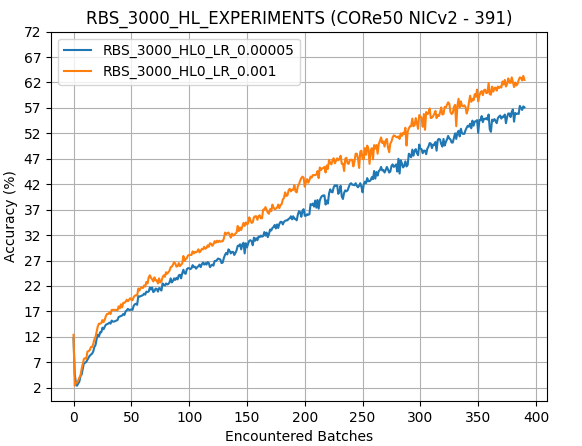 RBS_3000_HL_EXPERIMENTS (CORe50 NICv2 - 391)
RBS_3000_HL0_LR_0.00005
RBS_3000_HL0_LR_0.001
Accuracy (%)
72
67
62
57
52
47
42
37
32
27
22
17
12
7
2
0 50 100 150 200 250 300 350 400
Encountered Batches